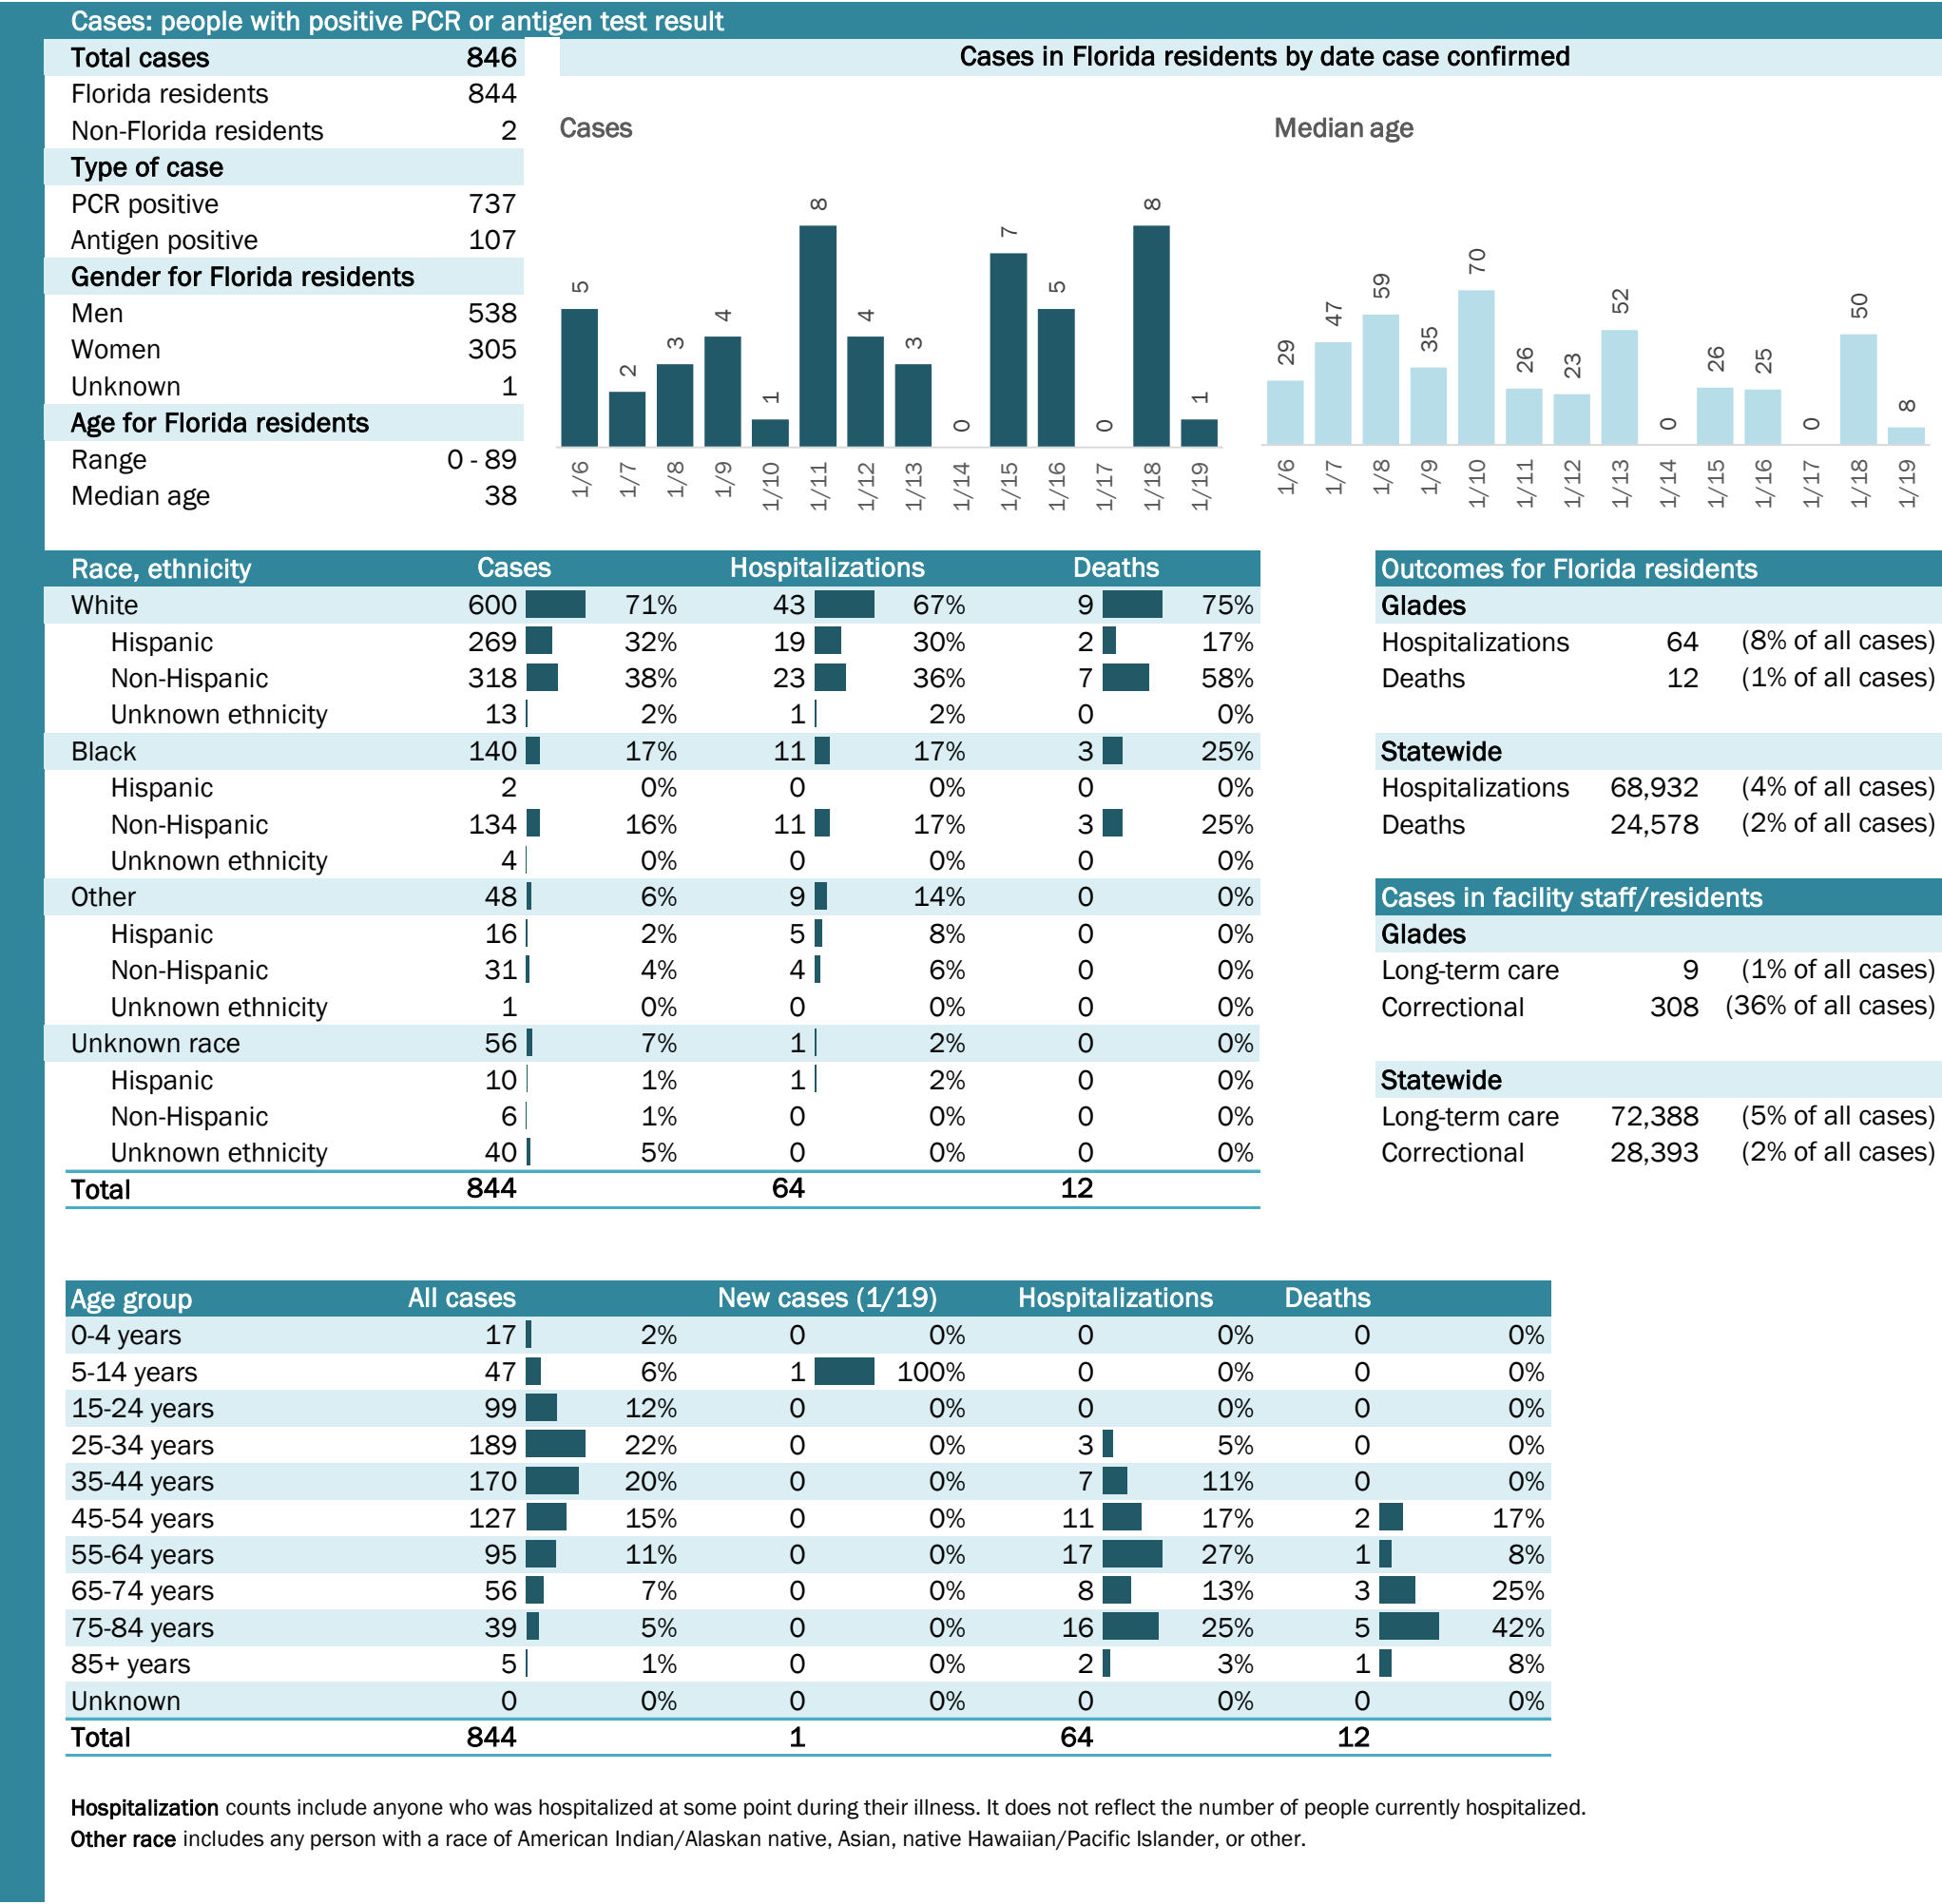 Cases: people with positive PCR or antigen test result
Total cases 846
Florida residents 844
Non-Florida residents 2
Type of case
PCR positive 737
Antigen positive 107
Gender for Florida residents
Men 538
Women 305
Unknown 1
Age for Florida residents
Range 0 - 89
Median age 38
Cases in Florida residents by date case confirmed
Cases
5 2 3 4 1 8 4 3 0 7 5 0 8 1
1/6 1/7 1/8 1/9 1/10 1/11 1/12 1/13 1/14 1/15 1/16 1/17 1/18 1/19
Median age
29 47 59 35 70 26 23 52 0 26 25 0 50 8
1/6 1/7 1/8 1/9 1/10 1/11 1/12 1/13 1/14 1/15 1/16 1/17 1/18 1/19
Race, ethnicity Cases Hospitalizations Deaths
White 600 71% 43 67% 9 75%
Hispanic 269 32% 19 30% 2 17%
Non-Hispanic 318 38% 23 36% 7 58%
Unknown ethnicity 13 2% 1 2% 0 0%
Black 140 17% 11 17% 3 25%
Hispanic 2 0% 0 0% 0 0%
Non-Hispanic 134 16% 11 17% 3 25%
Unknown ethnicity 4 0% 0 0% 0 0%
Other 48 6% 9 14% 0 0%
Hispanic 16 2% 5 8% 0 0%
Non-Hispanic 31 4% 4 6% 0 0%
Unknown ethnicity 1 0% 0 0% 0 0%
Unknown race 56 7% 1 2% 0 0%
Hispanic 10 1% 1 2% 0 0%
Non-Hispanic 6 1% 0 0% 0 0%
Unknown ethnicity 40 5% 0 0% 0 0%
Total 844 64 12
Outcomes for Florida residents
Glades
Hospitalizations 64 (8% of all cases)
Deaths 12 (1% of all cases)
Statewide
Hospitalizations 68,932 (4% of all cases)
Deaths 24,578 (2% of all cases)
Cases in facility staff/residents
Glades
Long-term care 9 (1% of all cases)
Correctional 308 (36% of all cases)
Statewide
Long-term care 72,388 (5% of all cases)
Correctional 28,393 (2% of all cases)
Age group All cases New cases (1/19) Hospitalizations Deaths
0-4 years 17 2% 0 0% 0 0% 0 0%
5-14 years 47 6% 1 100% 0 0% 0 0%
15-24 years 99 12% 0 0% 0 0% 0 0%
25-34 years 189 22% 0 0% 3 5% 0 0%
35-44 years 170 20% 0 0% 7 11% 0 0%
45-54 years 127 15% 0 0% 11 17% 2 17%
55-64 years 95 11% 0 0% 17 27% 1 8%
65-74 years 56 7% 0 0% 8 13% 3 25%
75-84 years 39 5% 0 0% 16 25% 5 42%
85+ years 5 1% 0 0% 2 3% 1 8%
Unknown 0 0% 0 0% 0 0% 0 0%
Total 844 1 64 12
Hospitalization counts include anyone who was hospitalized at some point during their illness. It does not reflect the number of people currently hospitalized.
Other race includes any person with a race of American Indian/Alaskan native, Asian, native Hawaiian/Pacific Islander, or other.